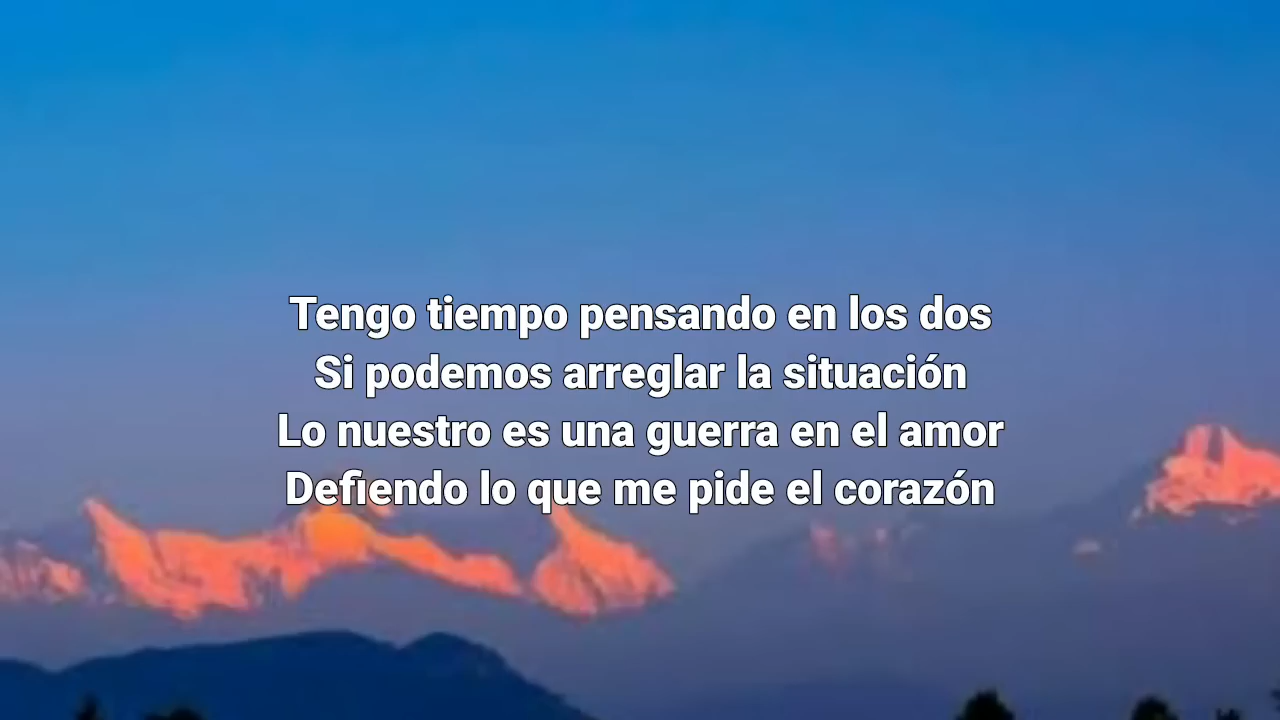 Tengo tiempo pensando en los dos
Si podemos arreglar la situación
Lo nuestro es una guerra en el amor
Defiendo lo que me pide el corazón